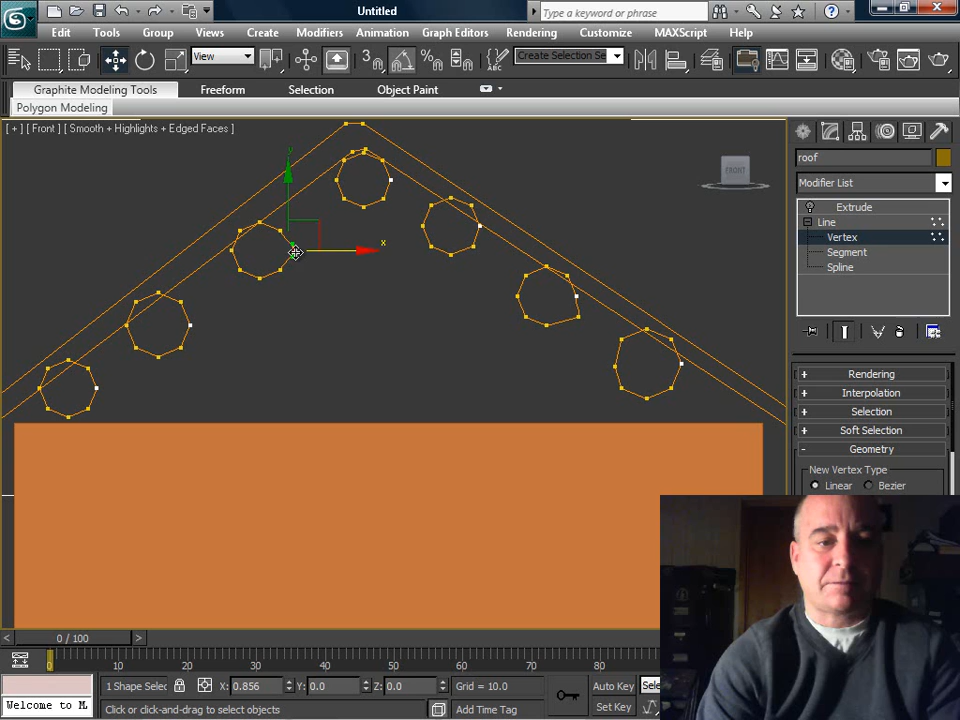 Untitled
Type a keyword or phrase
Edit Tools Group Views Create Modifiers Animation Graph Editors Rendering Customize MAXScript Help
View
Create Selection Se
3
Graphite Modeling Tools Freeform Selection Object Paint
Polygon Modeling
[ + ] [ Front ] [ Smooth + Highlights + Edged Faces ]
FRONT
y
x
roof
Modifier List
Extrude
Line
Vertex
Segment
Spline
+ Rendering
+ Interpolation
+ Selection
+ Soft Selection
- Geometry
New Vertex Type
Linear Bezier
< 0 / 100 >
0 10 20 30 40 50 60 70 80
1 Shape Selec X: 0.856 Y: 0.0 Z: 0.0 Grid = 10.0 Auto Key Selec
Welcome to M. Click or click-and-drag to select objects Add Time Tag Set Key